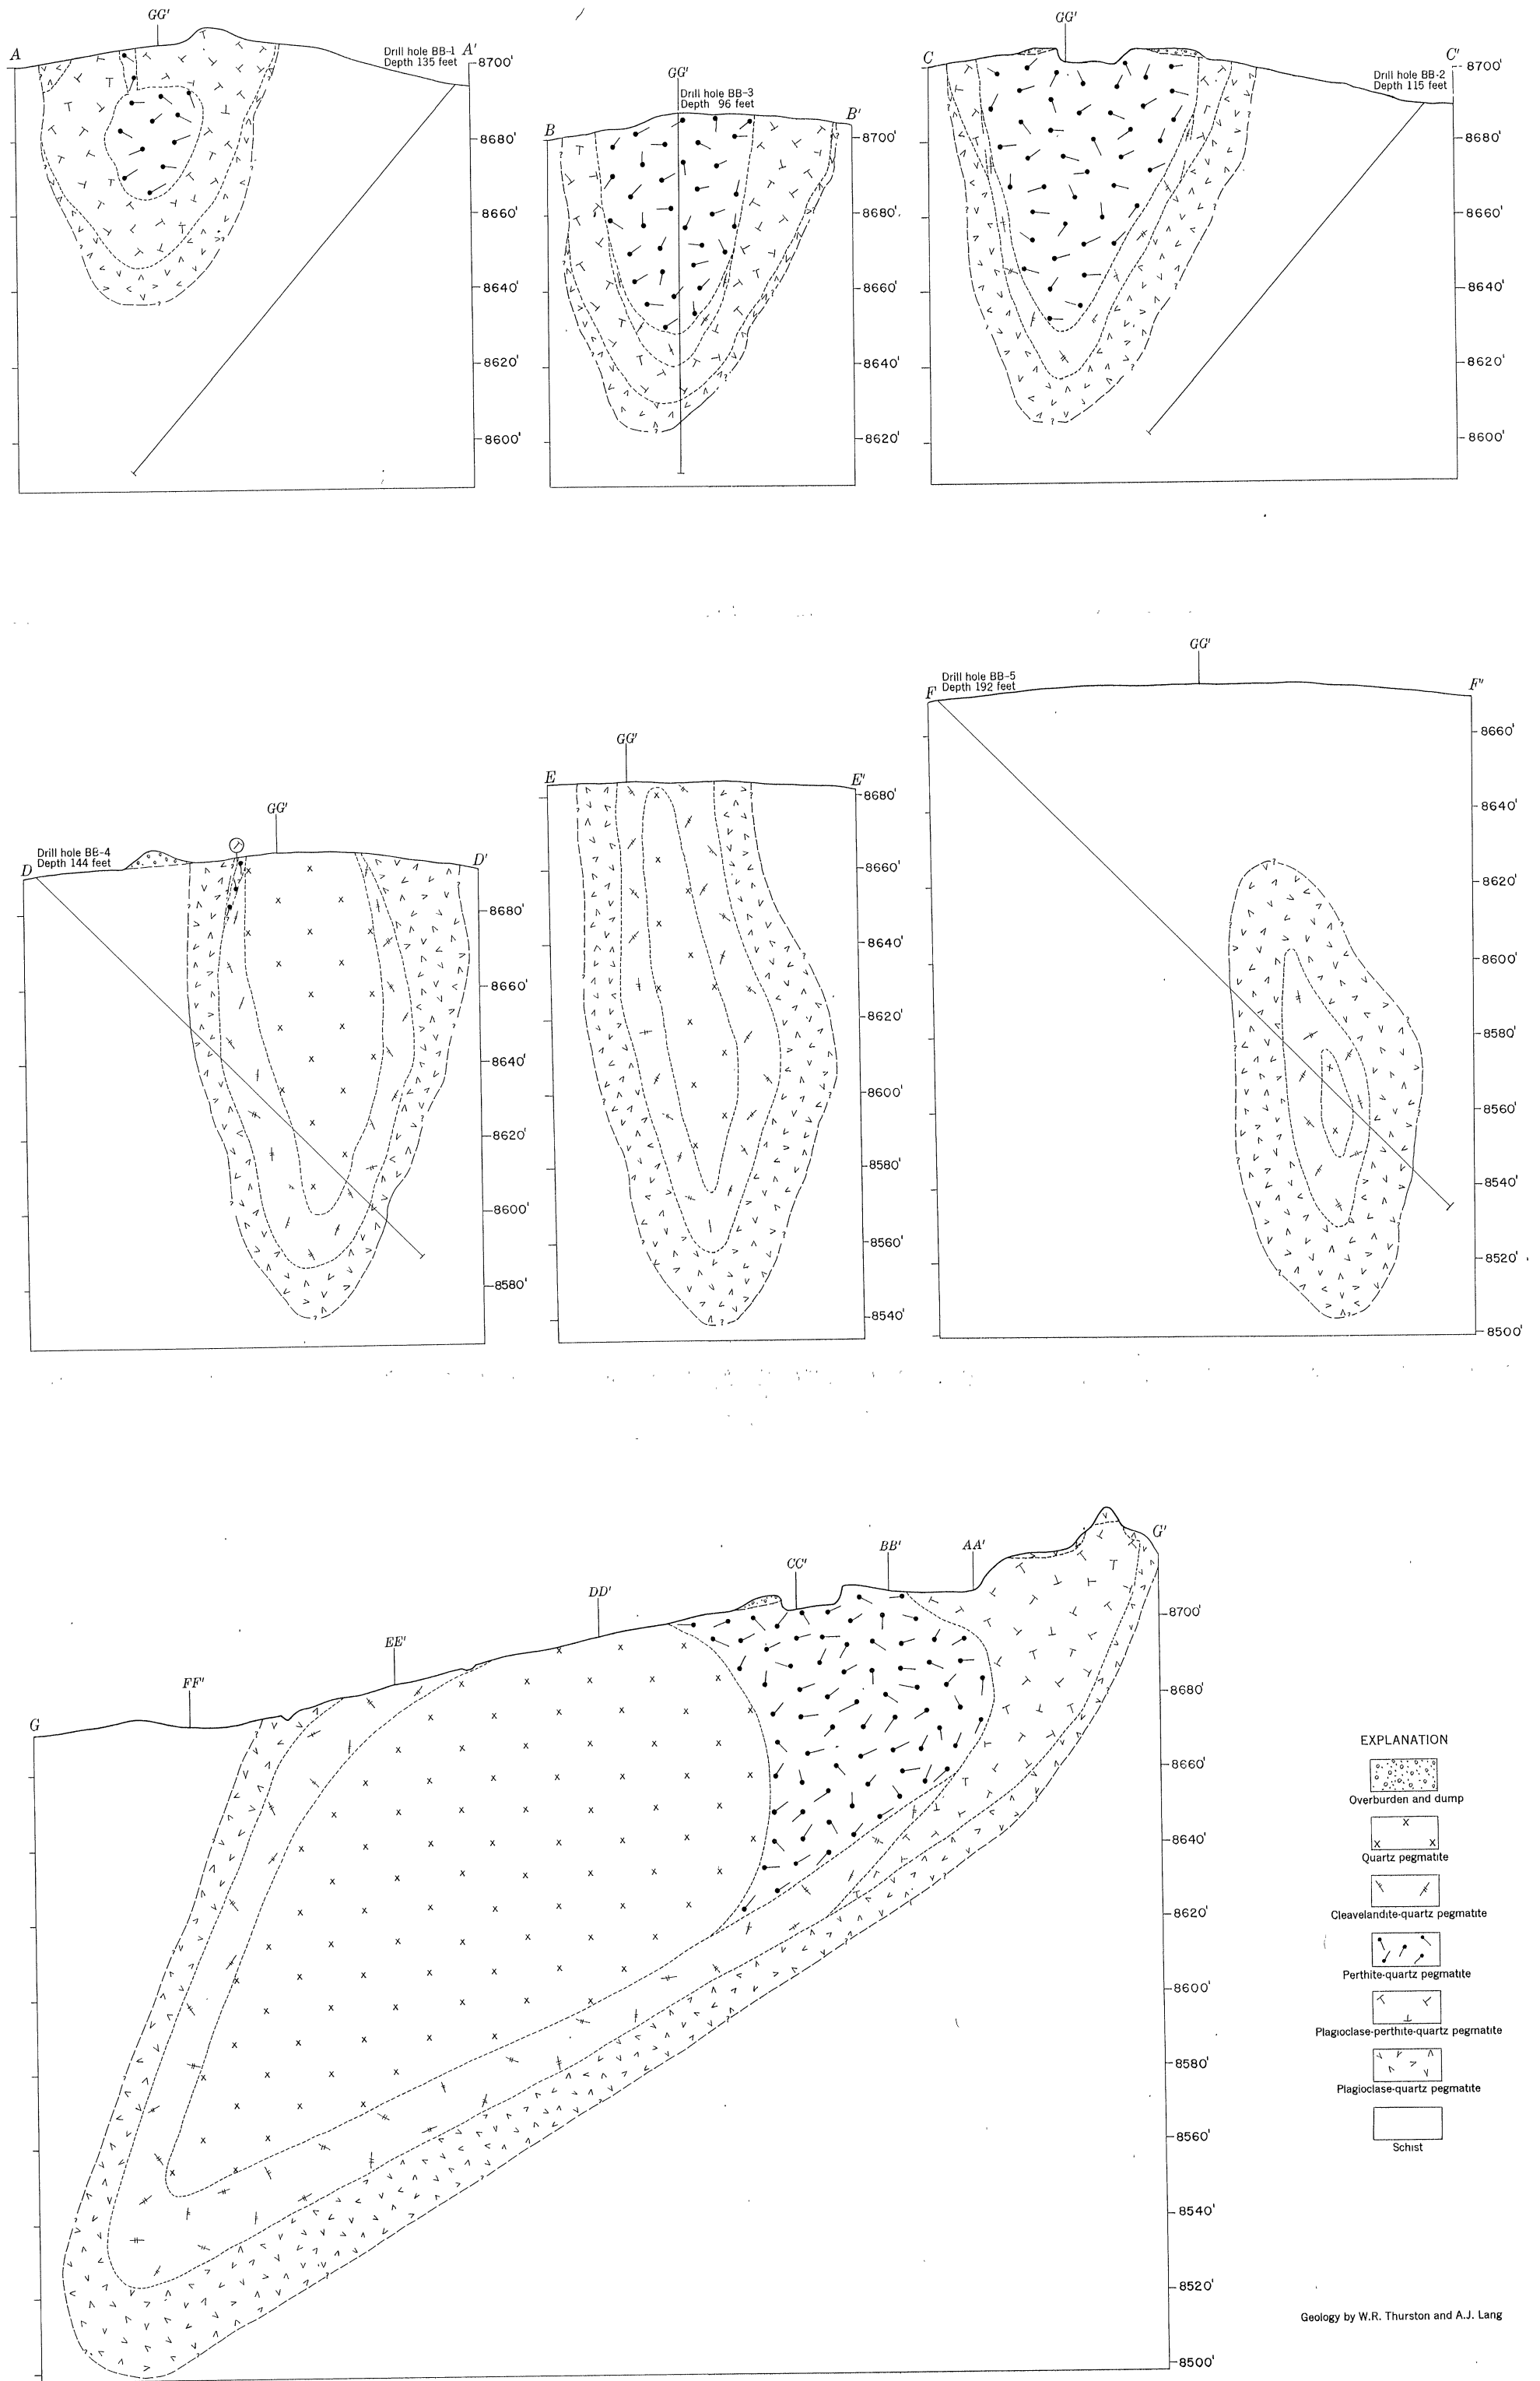 A
GG'
Drill hole BB-1
Depth 135 feet
A'
8700'
8680'
8660'
8640'
8620'
8600'
B
GG'
Drill hole BB-3
Depth 96 feet
B'
8700'
8680'
8660'
8640'
8620'
C
GG'
Drill hole BB-2
Depth 115 feet
C'
8700'
8680'
8660'
8640'
8620'
8600'
D
Drill hole BB-4
Depth 144 feet
GG'
D'
8680'
8660'
8640'
8620'
8600'
8580'
E
GG'
E"
8680'
8660'
8640'
8620'
8600'
8580'
8560'
8540'
F
Drill hole BB-5
Depth 192 feet
GG'
F"
8660'
8640'
8620'
8600'
8580'
8560'
8540'
8520'
8500'
G
FF'
EE'
DD'
CC'
BB'
AA'
G'
8700'
8680'
8660'
8640'
8620'
8600'
8580'
8560'
8540'
8520'
8500'
EXPLANATION
Overburden and dump
Quartz pegmatite
Cleavelandite-quartz pegmatite
Perthite-quartz pegmatite
Plagioclase-perthite-quartz pegmatite
Plagioclase-quartz pegmatite
Schist
Geology by W.R. Thurston and A.J. Lang